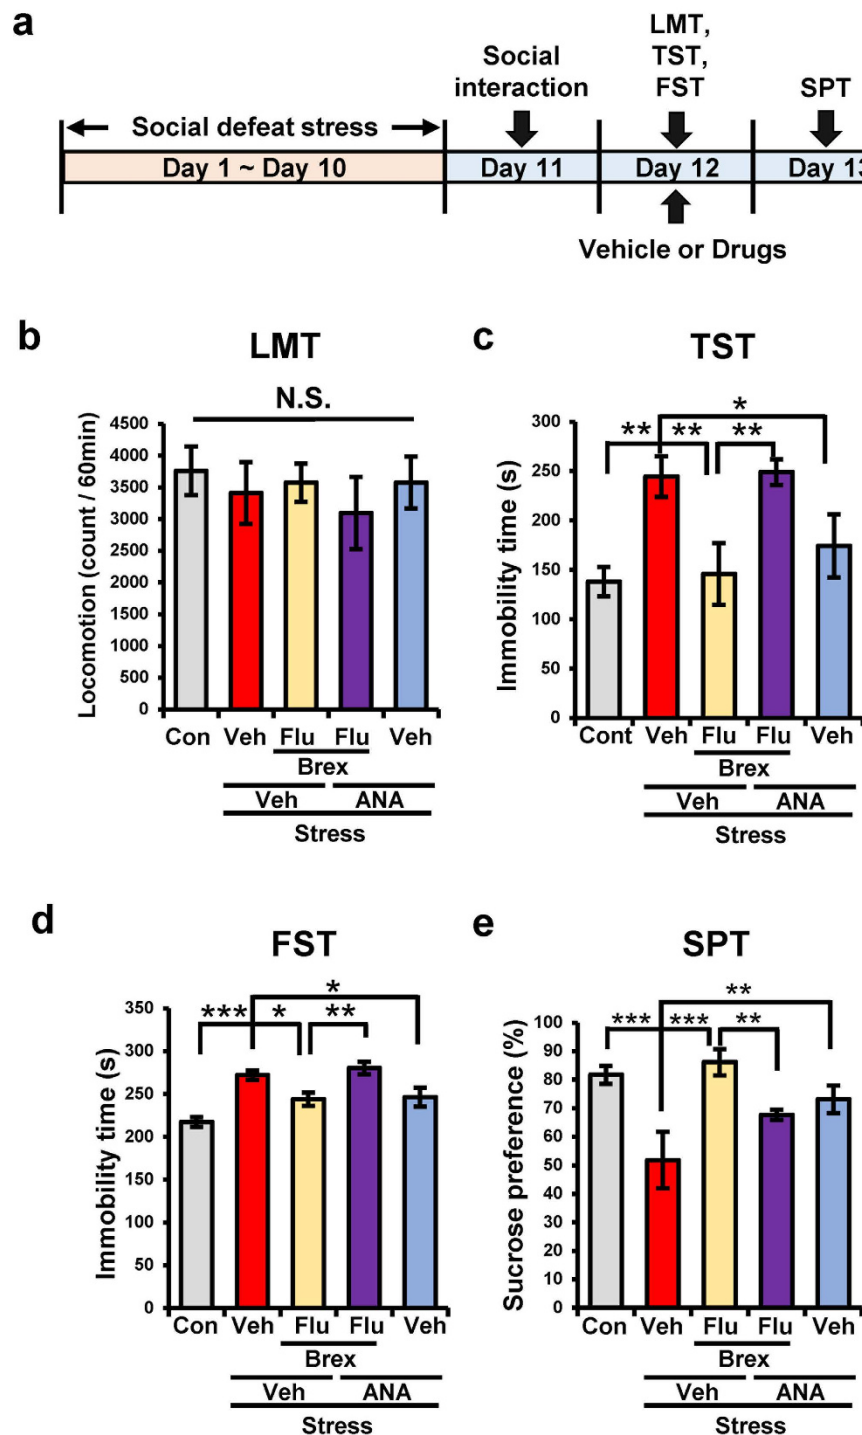 a
LMT,
TST,
FST
Social
interaction
SPT
Social defeat stress
Day 1 ~ Day 10
Day 11
Day 12
Day 13
Vehicle or Drugs
b
LMT
N.S.
Locomotion (count / 60min)
4500
4000
3500
3000
2500
2000
1500
1000
500
0
Con Veh Flu Flu Veh
Brex
Veh ANA
Stress
c
TST
*
** ** **
Immobility time (s)
300
250
200
150
100
50
0
Cont Veh Flu Flu Veh
Brex
Veh ANA
Stress
d
FST
*
*** * **
Immobility time (s)
350
300
250
200
150
100
50
0
Con Veh Flu Flu Veh
Brex
Veh ANA
Stress
e
SPT
**
*** *** **
Sucrose preference (%)
100
90
80
70
60
50
40
30
20
10
0
Con Veh Flu Flu Veh
Brex
Veh ANA
Stress